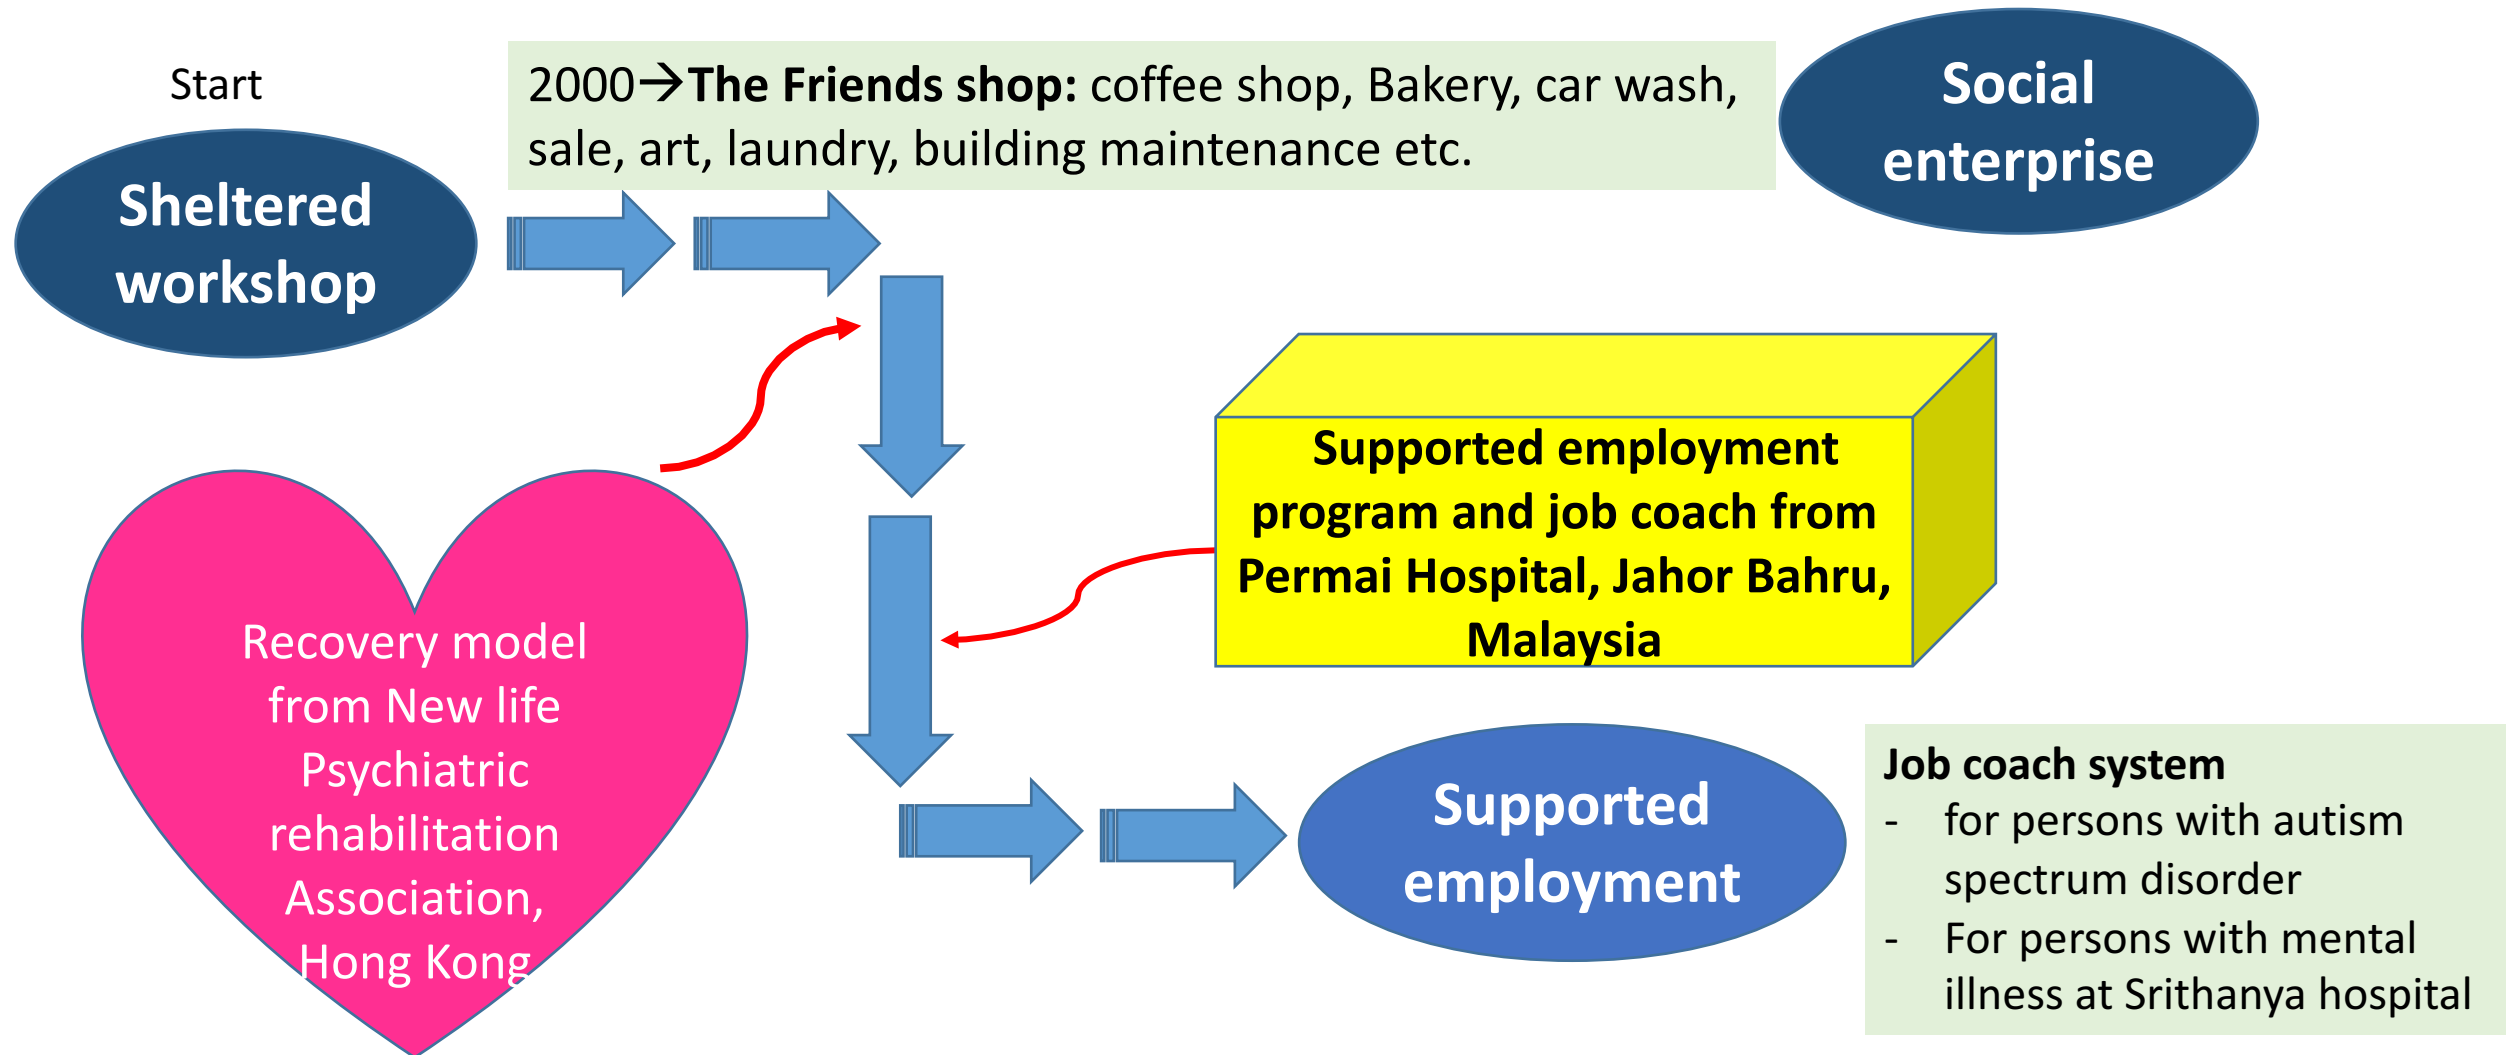 Start
Sheltered
workshop
2000→The Friends shop: coffee shop, Bakery, car wash,
sale, art, laundry, building maintenance etc.
Social
enterprise
Supported employment
program and job coach from
Permai Hospital, Jahor Bahru,
Malaysia
Recovery model
from New life
Psychiatric
rehabilitation
Association,
Hong Kong
Supported
employment
Job coach system
- for persons with autism
spectrum disorder
- For persons with mental
illness at Srithanya hospital